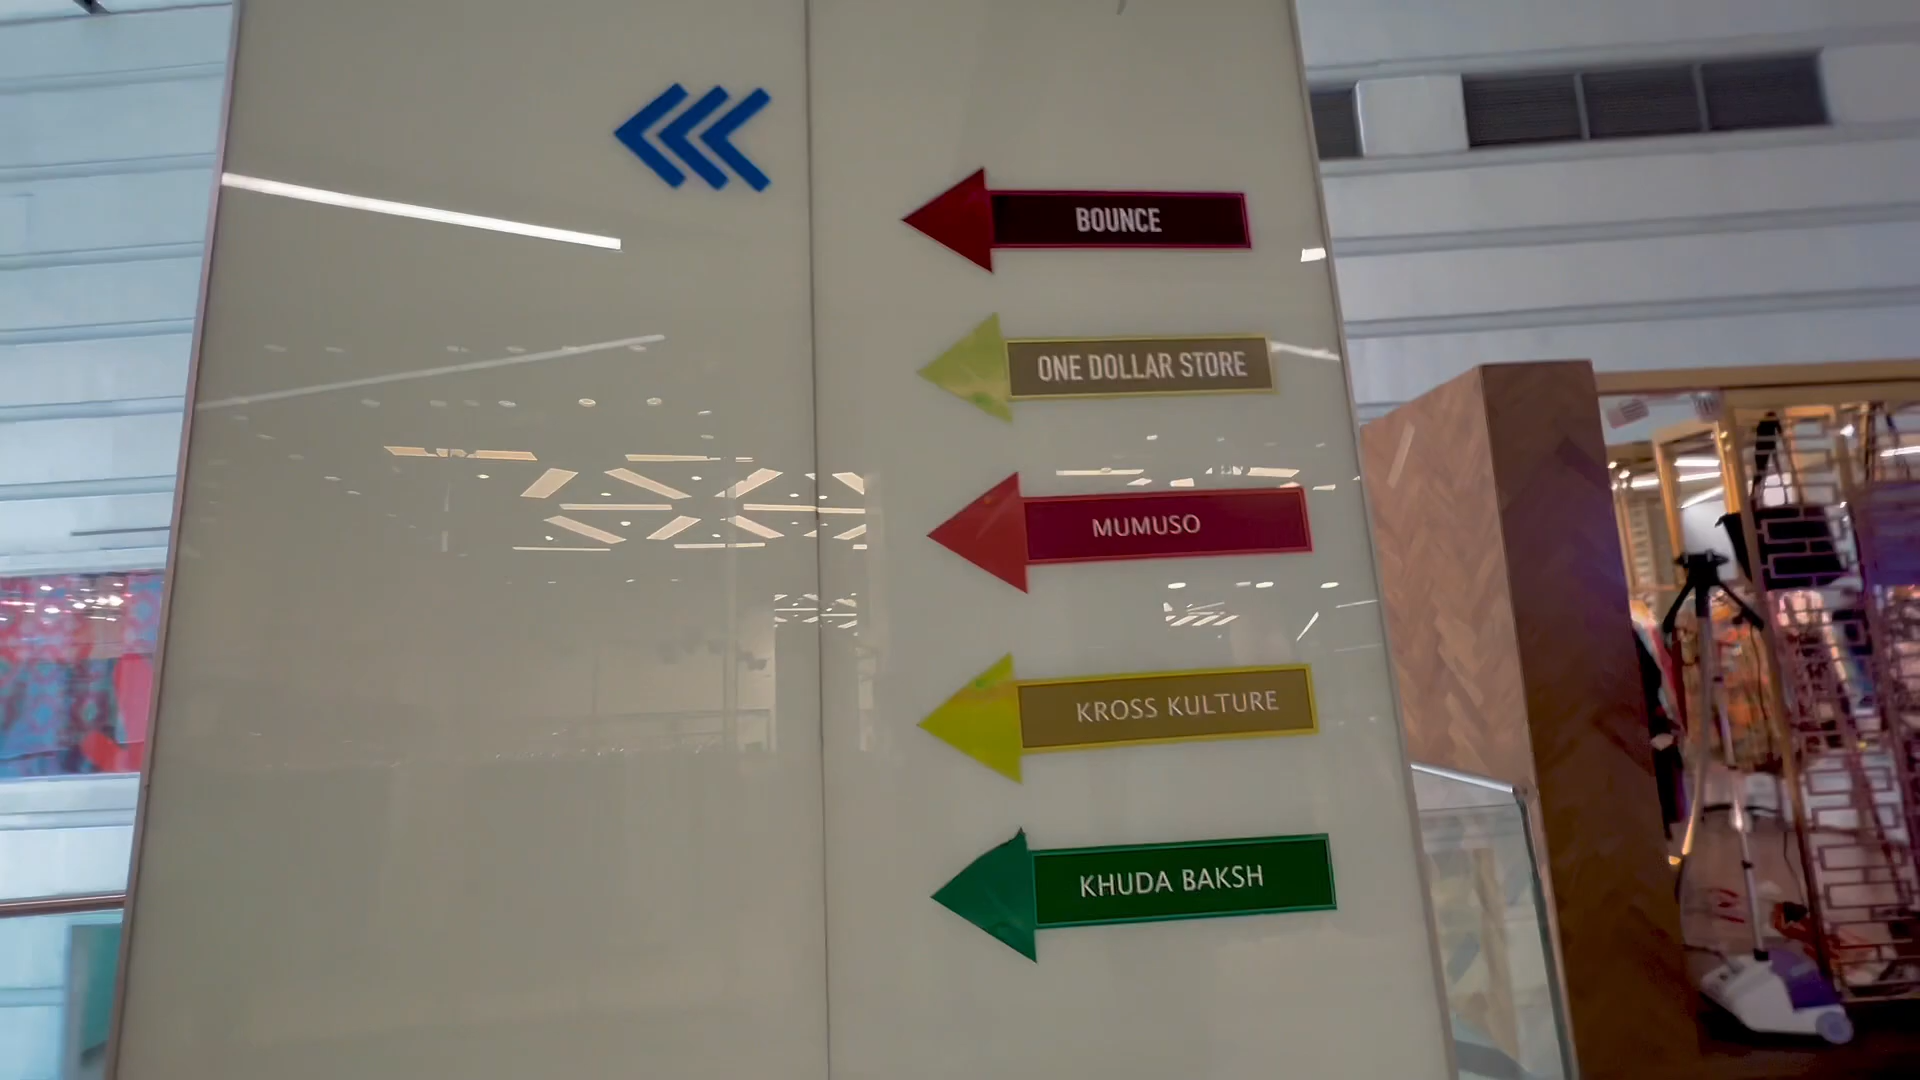 BOUNCE
ONE DOLLAR STORE
MUMUSO
KROSS KULTURE
KHUDA BAKSH